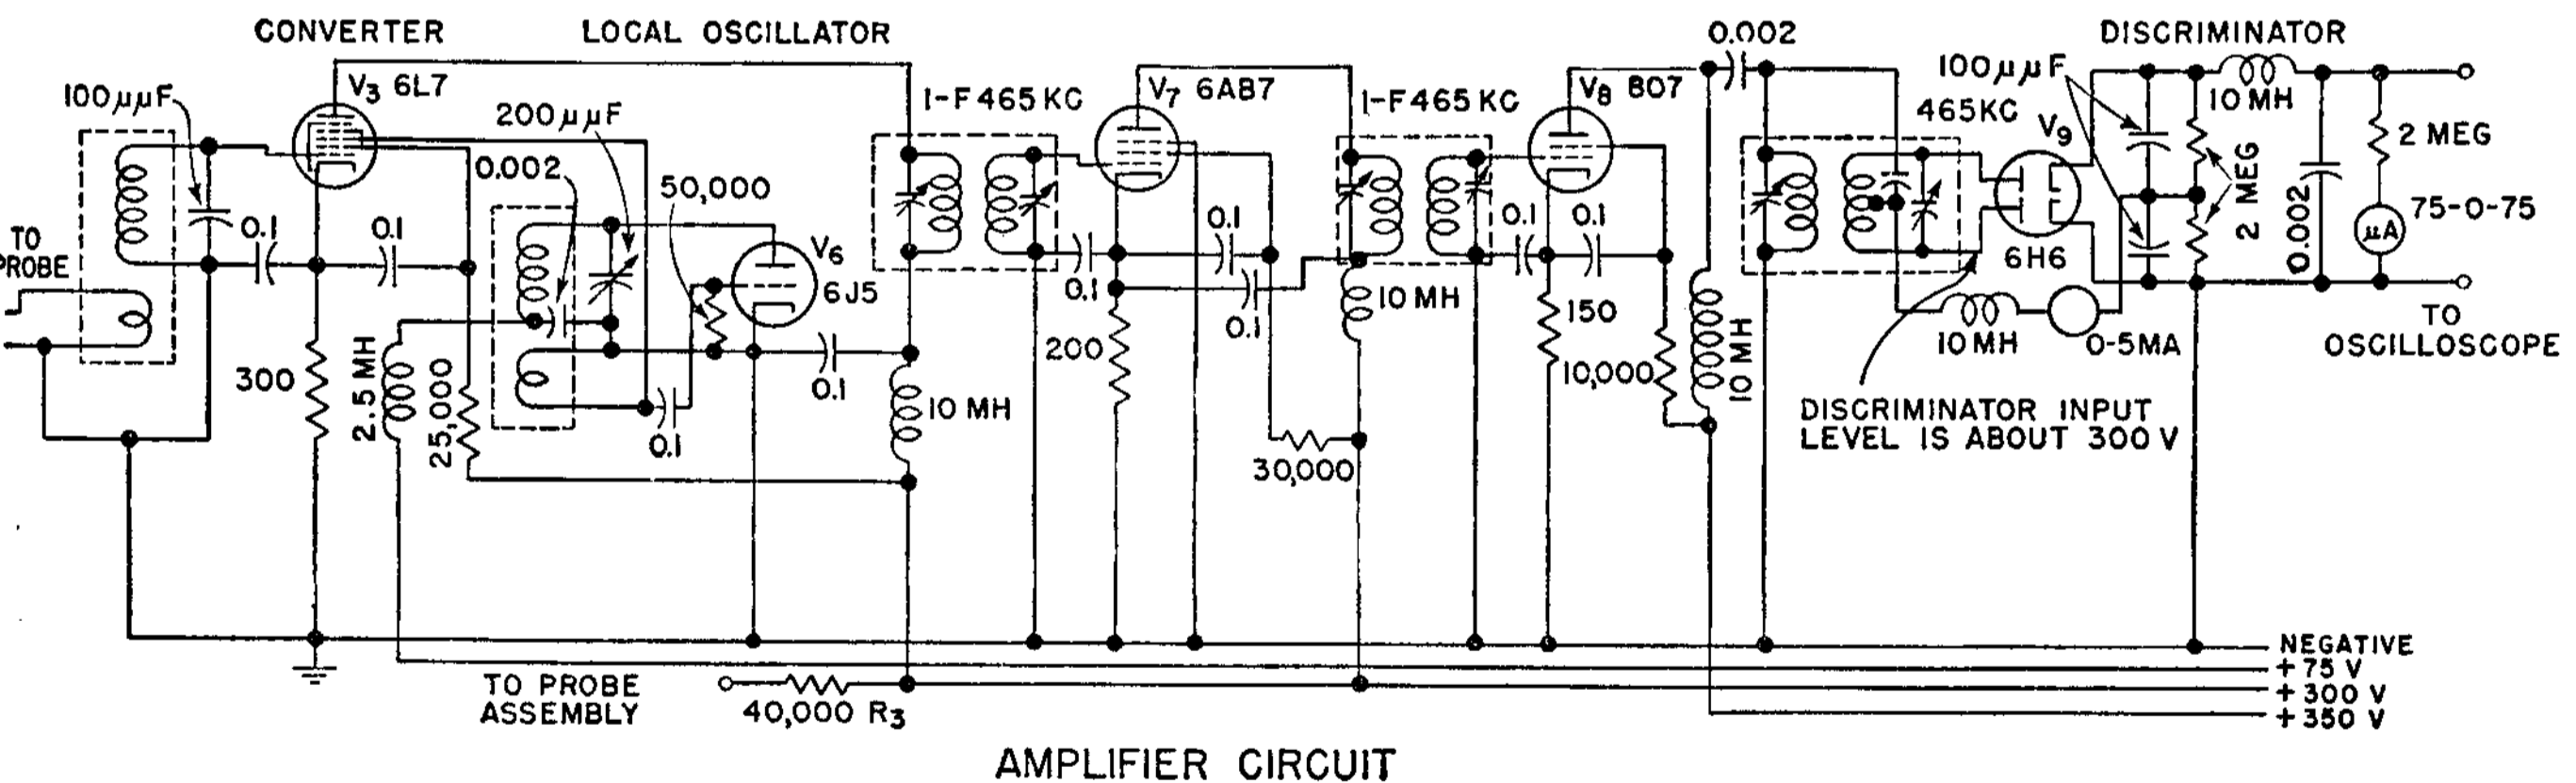 CONVERTER
LOCAL OSCILLATOR
0.002
DISCRIMINATOR
100μμF
V3 6L7
200μμF
0.002
50,000
I-F 465 KC
V7 6AB7
I-F 465 KC
V8 807
100μμF
465KC
V9
10 MH
2 MEG
2 MEG
0.002
75-0-75
μA
TO
PROBE
0.1
0.1
V6
6J5
0.1
0.1
0.1
0.1
0.1
6H6
10 MH
0-5MA
TO
OSCILLOSCOPE
300
2.5 MH
25,000
0.1
0.1
10 MH
200
10 MH
150
10,000
10 MH
30,000
DISCRIMINATOR INPUT
LEVEL IS ABOUT 300 V
NEGATIVE
+ 75 V
+ 300 V
+ 350 V
TO PROBE
ASSEMBLY
40,000 R3
AMPLIFIER CIRCUIT